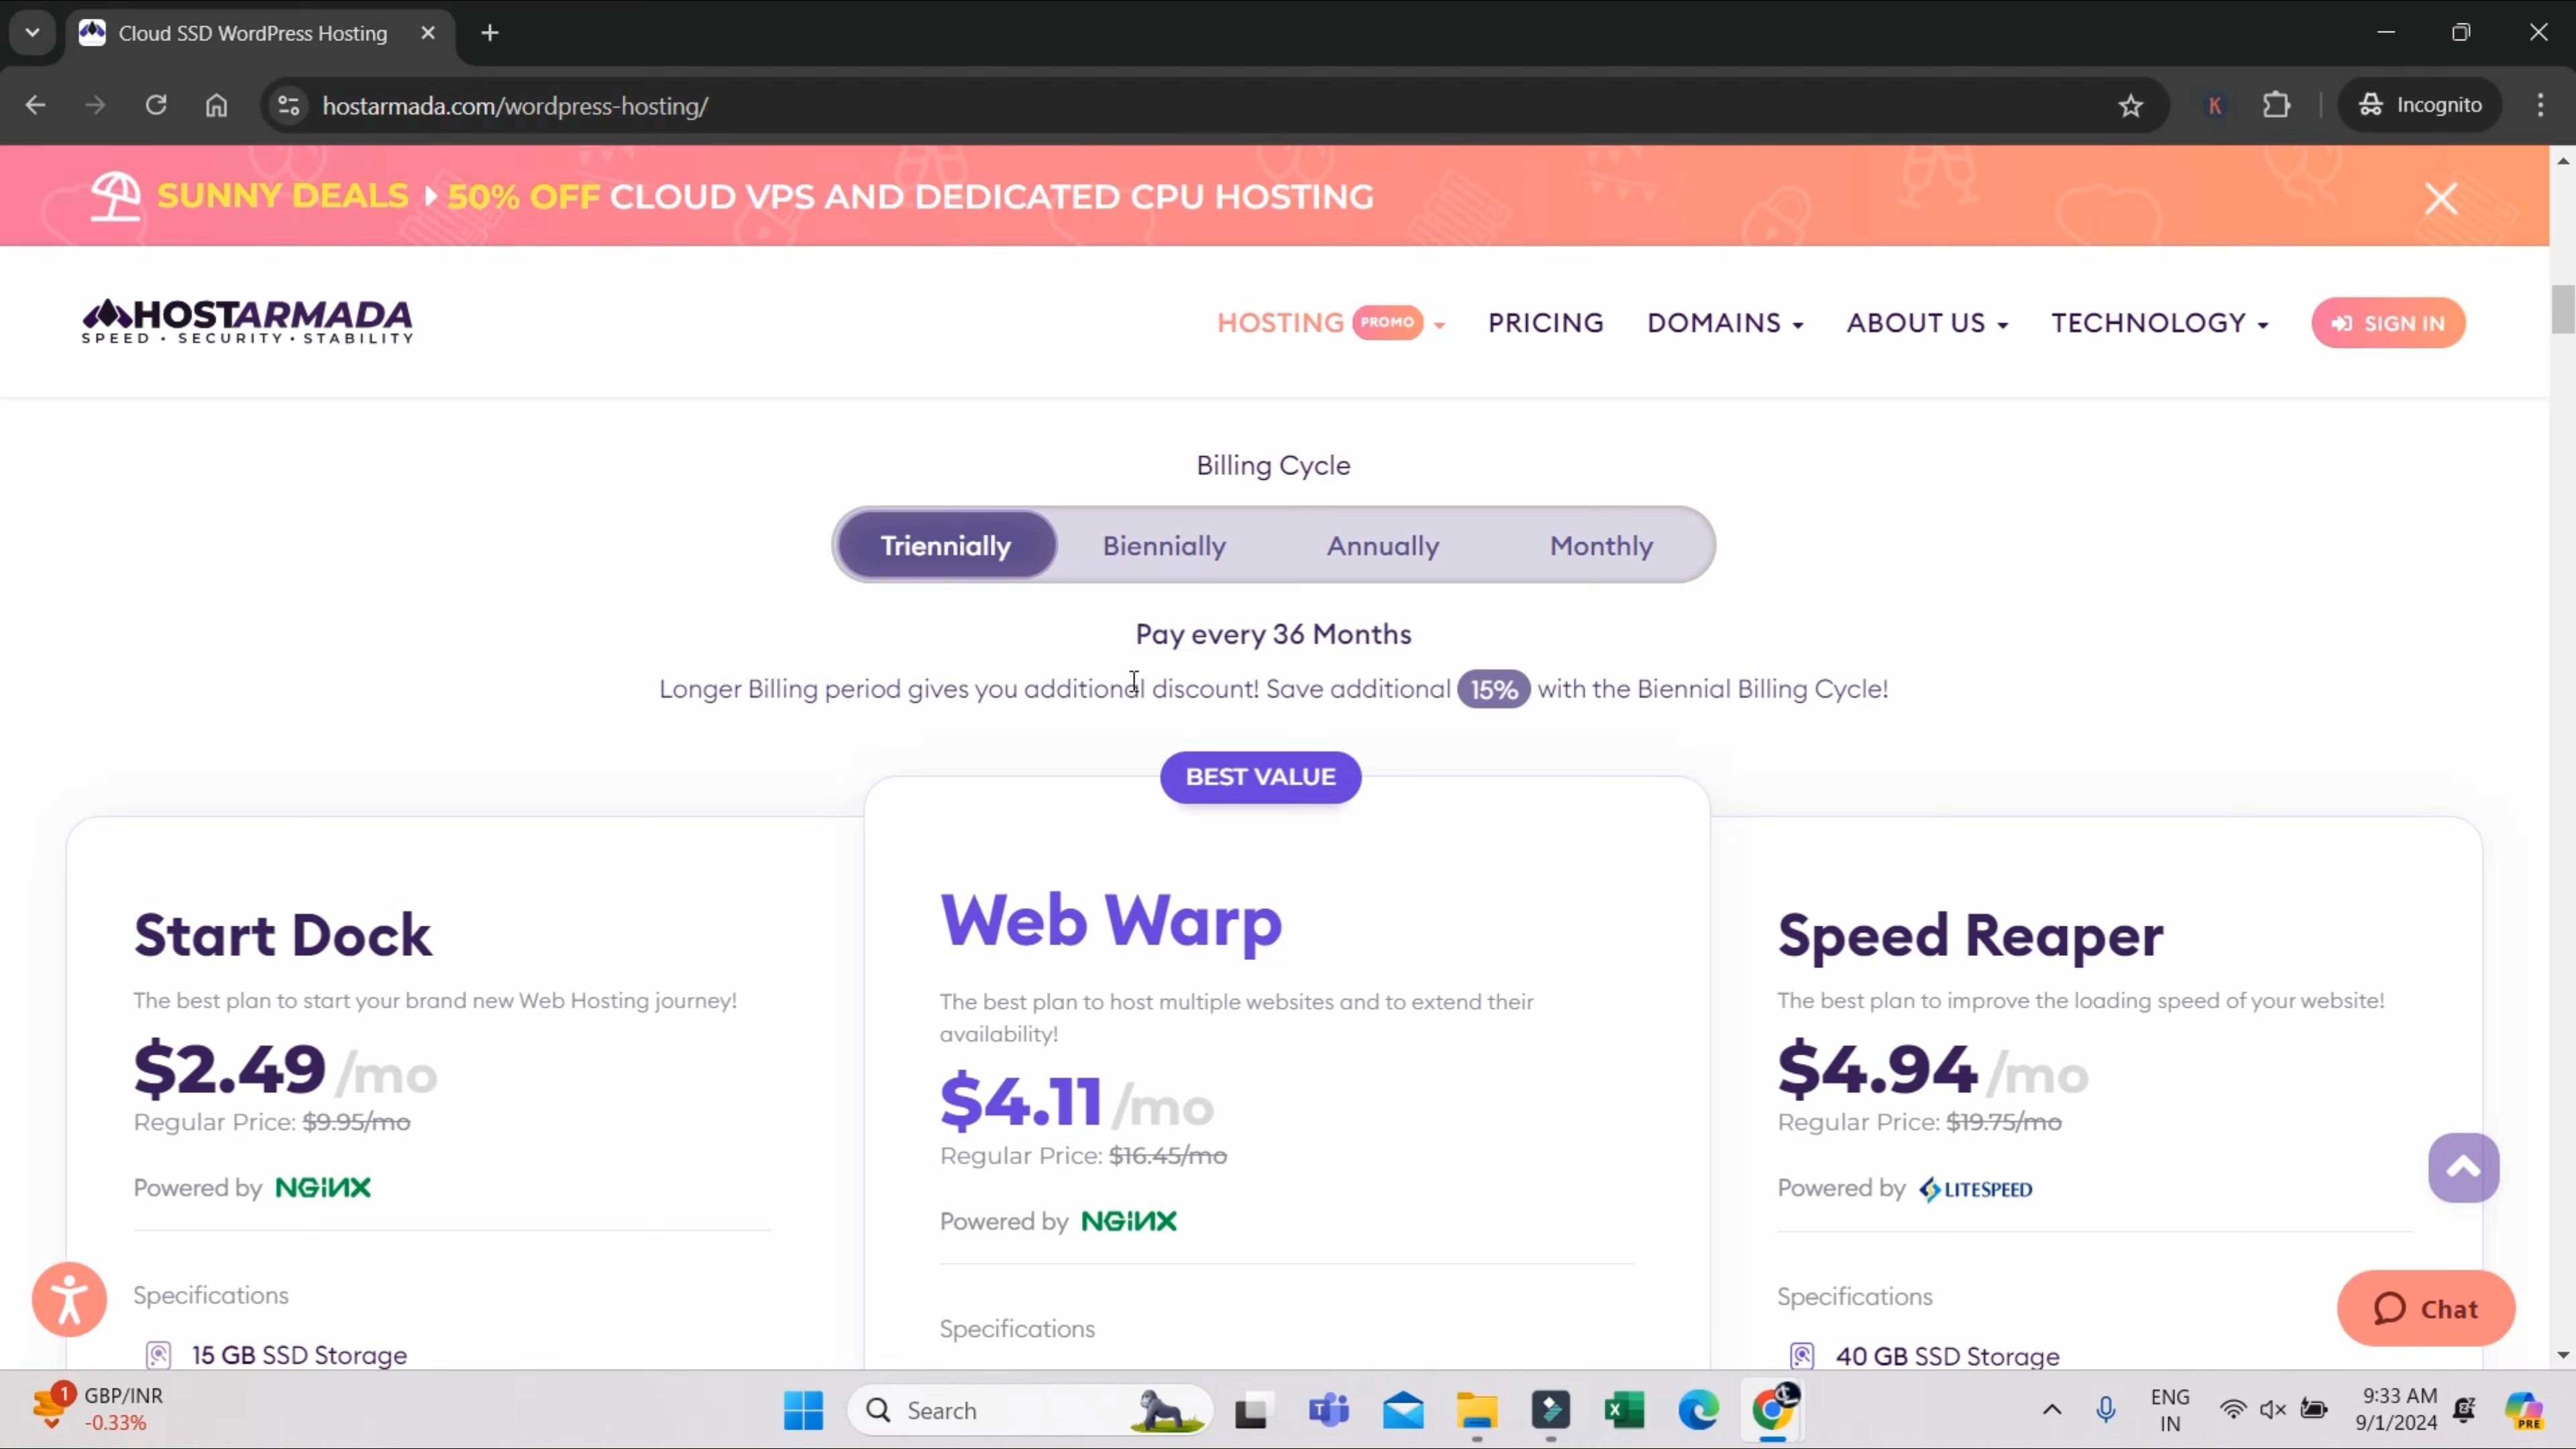 Cloud SSD WordPress Hosting
hostarmada.com/wordpress-hosting/
K
Incognito
SUNNY DEALS 50% OFF CLOUD VPS AND DEDICATED CPU HOSTING
HOSTARMADA
SPEED · SECURITY · STABILITY
HOSTING PROMO PRICING DOMAINS ABOUT US TECHNOLOGY SIGN IN
Billing Cycle
Triennially Biennially Annually Monthly
Pay every 36 Months
Longer Billing period gives you additional discount! Save additional 15% with the Biennial Billing Cycle!
BEST VALUE
Start Dock
The best plan to start your brand new Web Hosting journey!
$2.49 /mo
Regular Price: $9.95/mo
Powered by NGINX
Specifications
15 GB SSD Storage
Web Warp
The best plan to host multiple websites and to extend their
availability!
$4.11 /mo
Regular Price: $16.45/mo
Powered by NGINX
Specifications
Speed Reaper
The best plan to improve the loading speed of your website!
$4.94 /mo
Regular Price: $19.75/mo
Powered by LITESPEED
Specifications
40 GB SSD Storage
Chat
1
GBP/INR
-0.33%
Search
ENG
IN
9:33 AM
9/1/2024
PRE